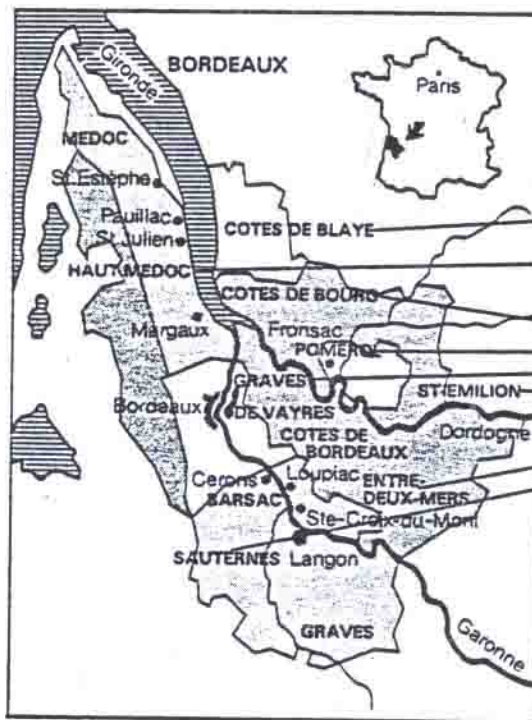 BORDEAUX
Gironde
Paris
MEDOC
St.Estèphe
Pauillac
St Julien
COTES DE BLAYE
HAUT MEDOC
COTES DE BOURG
Margaux
Fronsac
POMEROL
GRAVES
ST-EMILION
Bordeaux
DE VAYRES
Dordogne
COTES DE
BORDEAUX
Cerons
Loupiac
ENTRE-
DEUX-MERS
BARSAC
Ste-Croix-du-Mont
SAUTERNES
Langon
GRAVES
Garonne